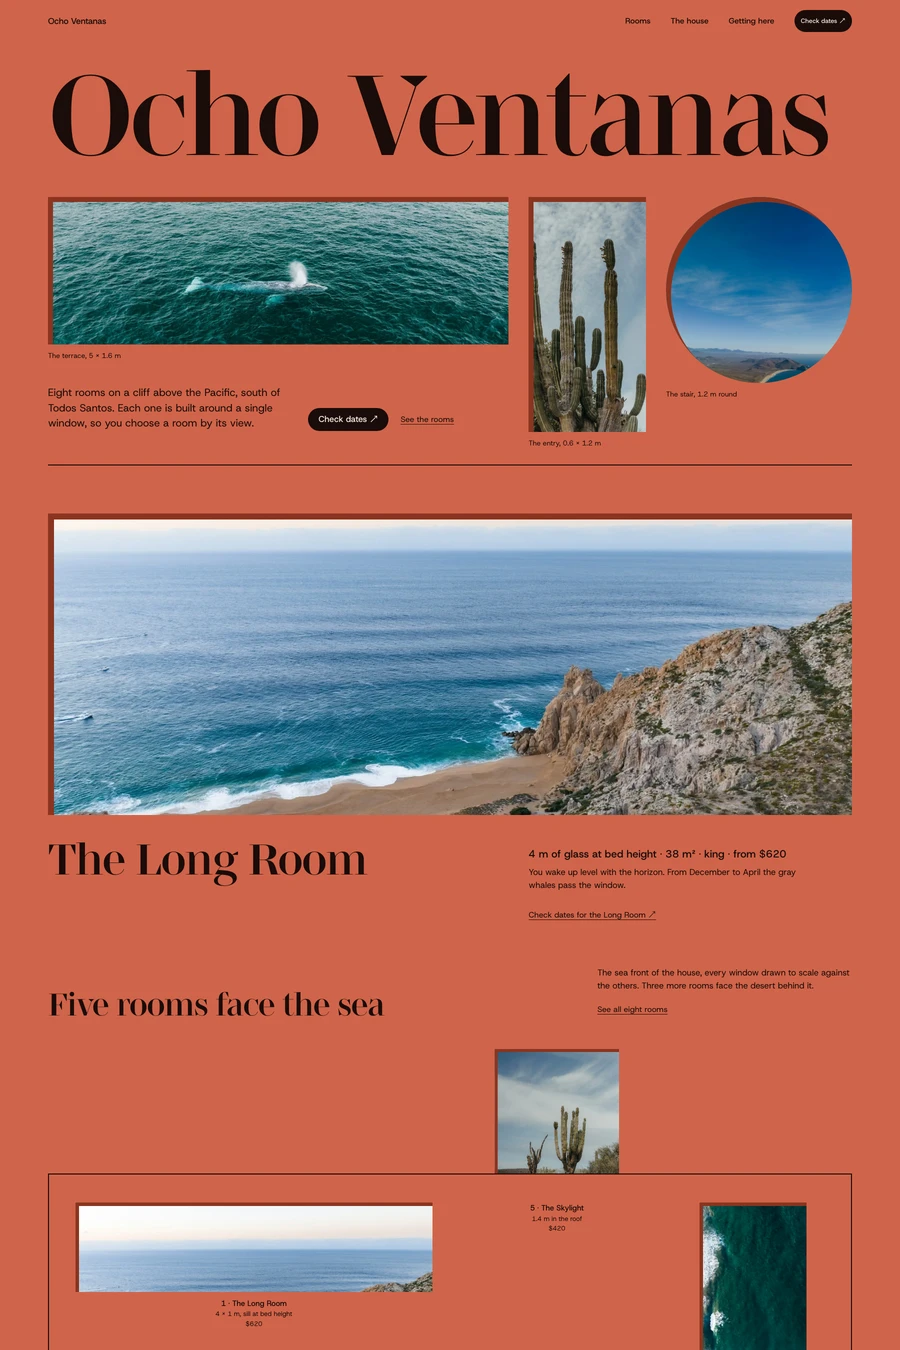 Ocho Ventanas
Rooms
The house
Getting here
Check dates ↗
Ocho Ventanas
The terrace, 5 × 1.6 m
The stair, 1.2 m round
Eight rooms on a cliff above the Pacific, south of
Todos Santos. Each one is built around a single
window, so you choose a room by its view.
Check dates ↗
See the rooms
The entry, 0.6 × 1.2 m
The Long Room
4 m of glass at bed height · 38 m² · king · from $620
You wake up level with the horizon. From December to April the gray
whales pass the window.
Check dates for the Long Room ↗
Five rooms face the sea
The sea front of the house, every window drawn to scale against
the others. Three more rooms face the desert behind it.
See all eight rooms
5 · The Skylight
1.4 m in the roof
$420
1 · The Long Room
4 × 1 m, sill at bed height
$620